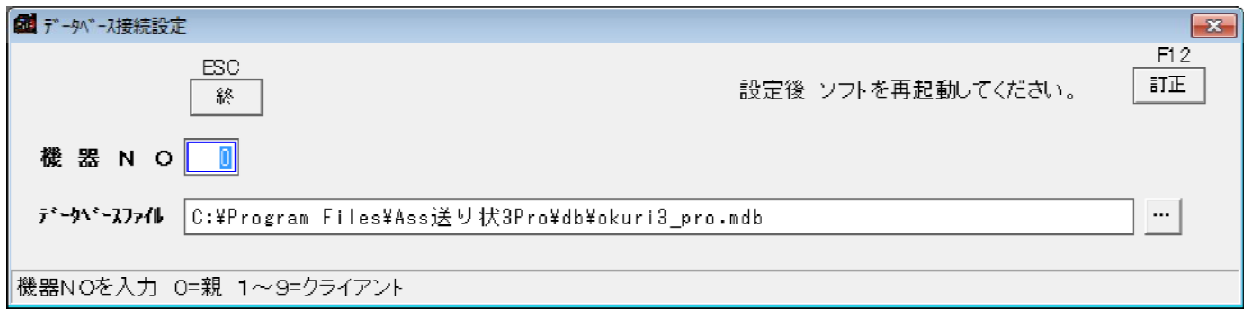 ﾃﾞｰﾀﾍﾞｰｽ接続設定
ESC
終
設定後 ソフトを再起動してください。
F12
訂正
機 器 Ｎ Ｏ 0
ﾃﾞｰﾀﾍﾞｰｽﾌｧｲﾙ C:¥Program Files¥Ass送り状3Pro¥db¥okuri3_pro.mdb ...
機器ＮＯを入力 0=親 1～9=クライアント